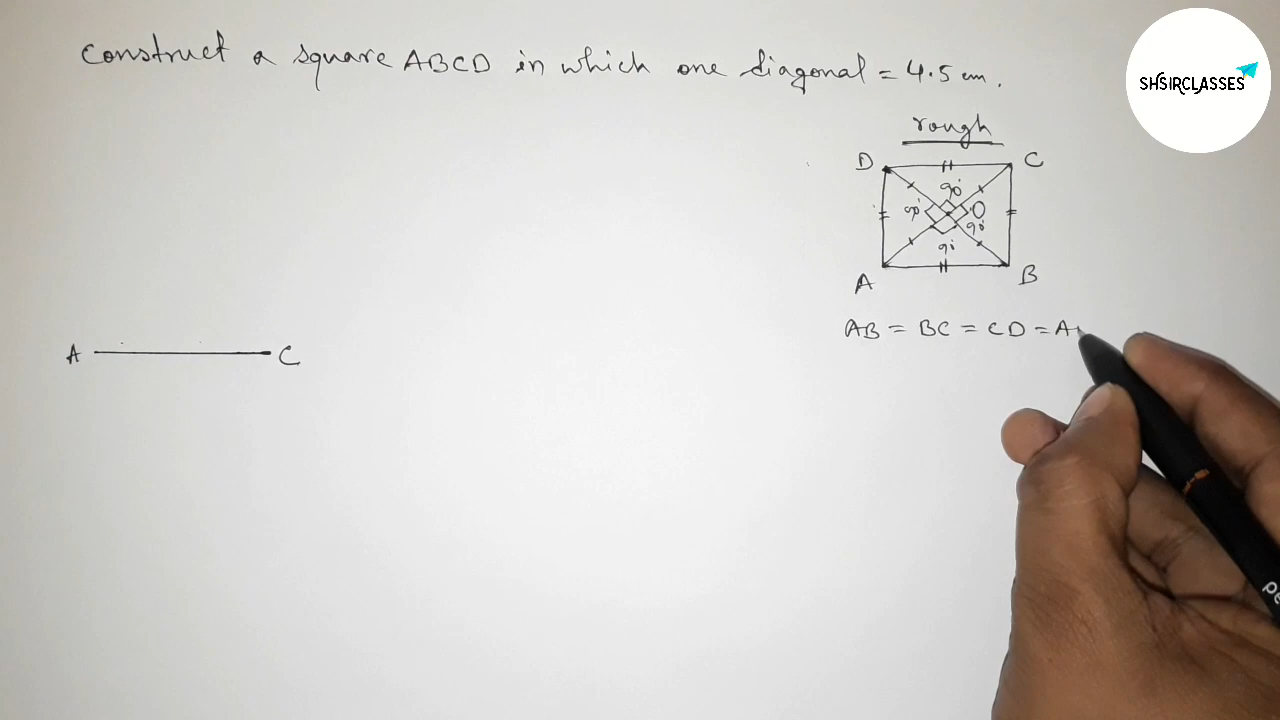 Construct a square ABCD in which one diagonal = 4.5 cm.
SHSIRCLASSES
rough
D C
90°
90° O
90°
90°
A B
AB = BC = CD = A
A C